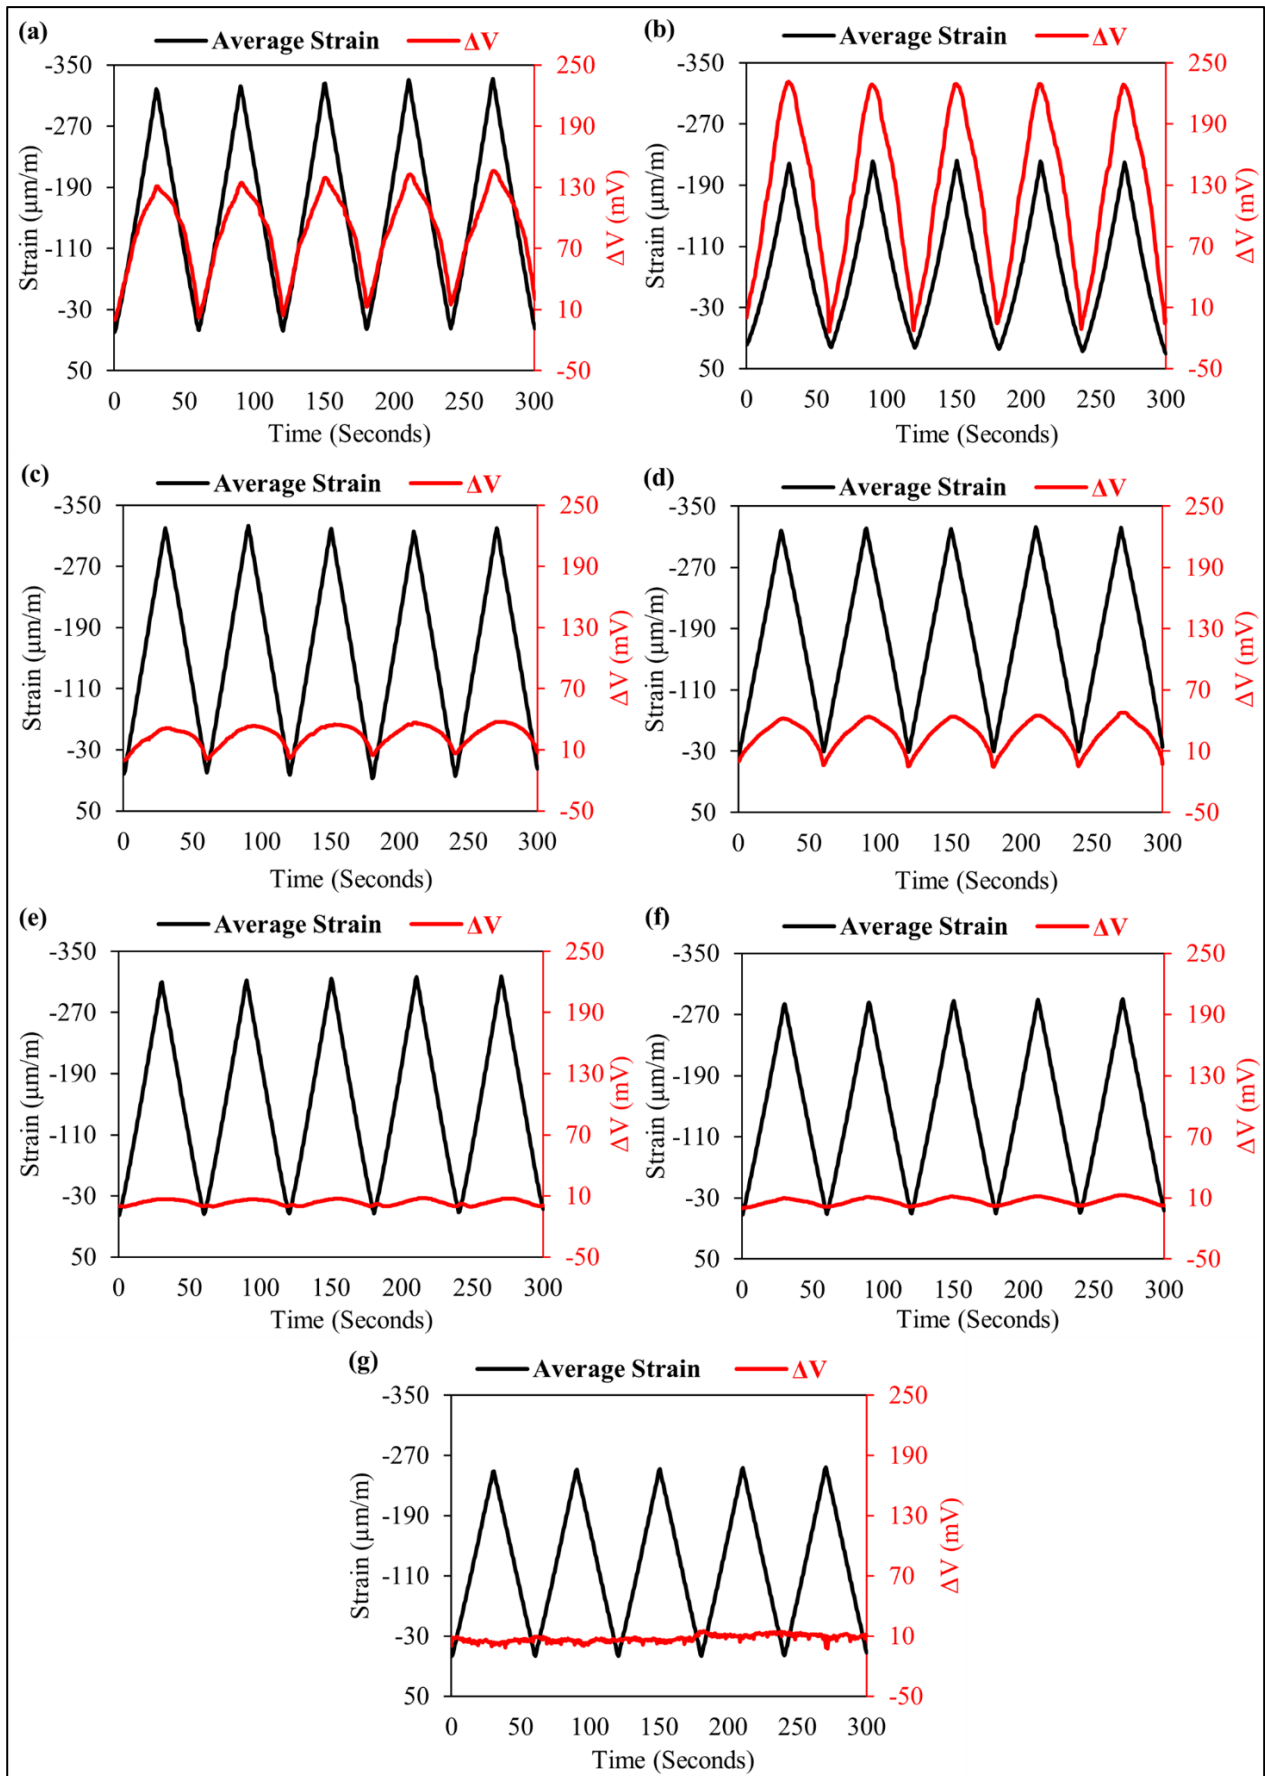 (a) Average Strain ΔV
-350 250
-270 190
-190 130
-110 70
-30 10
50 -50
Strain (μm/m)
ΔV (mV)
0 50 100 150 200 250 300
Time (Seconds)
(b) Average Strain ΔV
-350 250
-270 190
-190 130
-110 70
-30 10
50 -50
Strain (μm/m)
ΔV (mV)
0 50 100 150 200 250 300
Time (Seconds)
(c) Average Strain ΔV
-350 250
-270 190
-190 130
-110 70
-30 10
50 -50
Strain (μm/m)
ΔV (mV)
0 50 100 150 200 250 300
Time (Seconds)
(d) Average Strain ΔV
-350 250
-270 190
-190 130
-110 70
-30 10
50 -50
Strain (μm/m)
ΔV (mV)
0 50 100 150 200 250 300
Time (Seconds)
(e) Average Strain ΔV
-350 250
-270 190
-190 130
-110 70
-30 10
50 -50
Strain (μm/m)
ΔV (mV)
0 50 100 150 200 250 300
Time (Seconds)
(f) Average Strain ΔV
-350 250
-270 190
-190 130
-110 70
-30 10
50 -50
Strain (μm/m)
ΔV (mV)
0 50 100 150 200 250 300
Time (Seconds)
(g) Average Strain ΔV
-350 250
-270 190
-190 130
-110 70
-30 10
50 -50
Strain (μm/m)
ΔV (mV)
0 50 100 150 200 250 300
Time (Seconds)